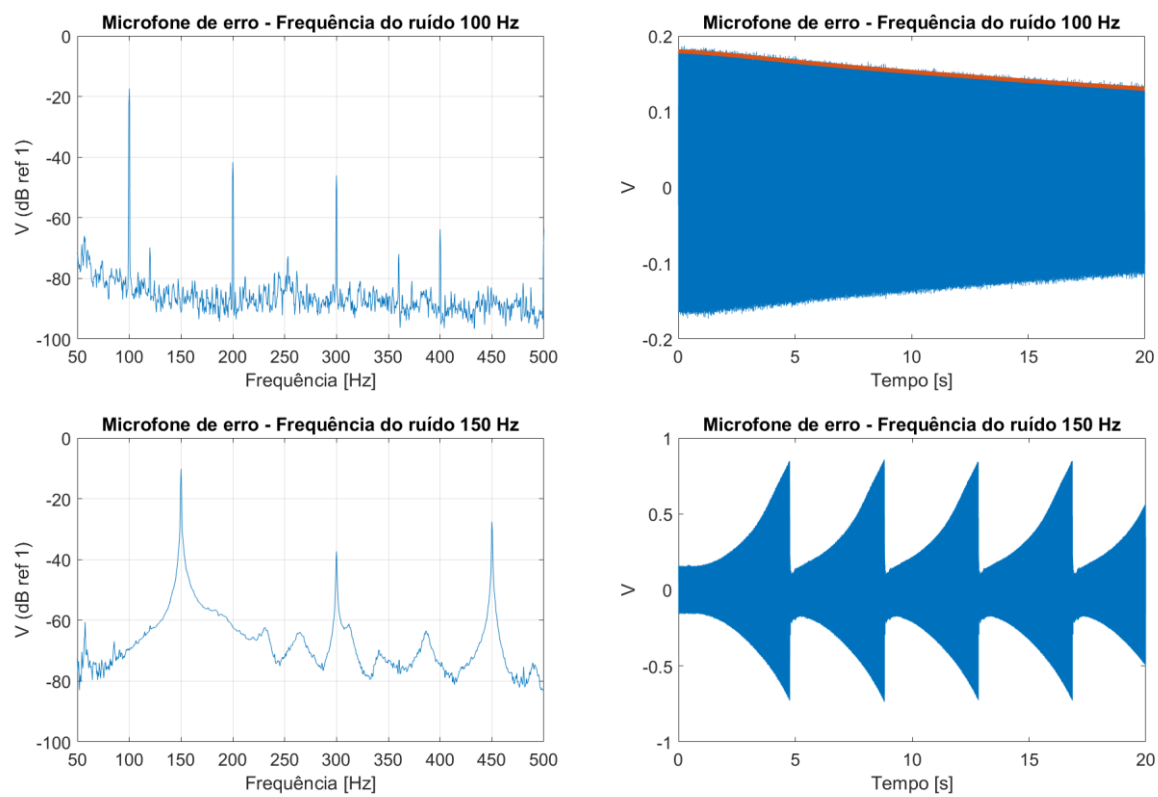 Microfone de erro - Frequência do ruído 100 Hz
0
-20
-40
-60
-80
-100
V (dB ref 1)
50 100 150 200 250 300 350 400 450 500
Frequência [Hz]
Microfone de erro - Frequência do ruído 100 Hz
0.2
0.1
0
-0.1
-0.2
V
0 5 10 15 20
Tempo [s]
Microfone de erro - Frequência do ruído 150 Hz
0
-20
-40
-60
-80
-100
V (dB ref 1)
50 100 150 200 250 300 350 400 450 500
Frequência [Hz]
Microfone de erro - Frequência do ruído 150 Hz
1
0.5
0
-0.5
-1
V
0 5 10 15 20
Tempo [s]